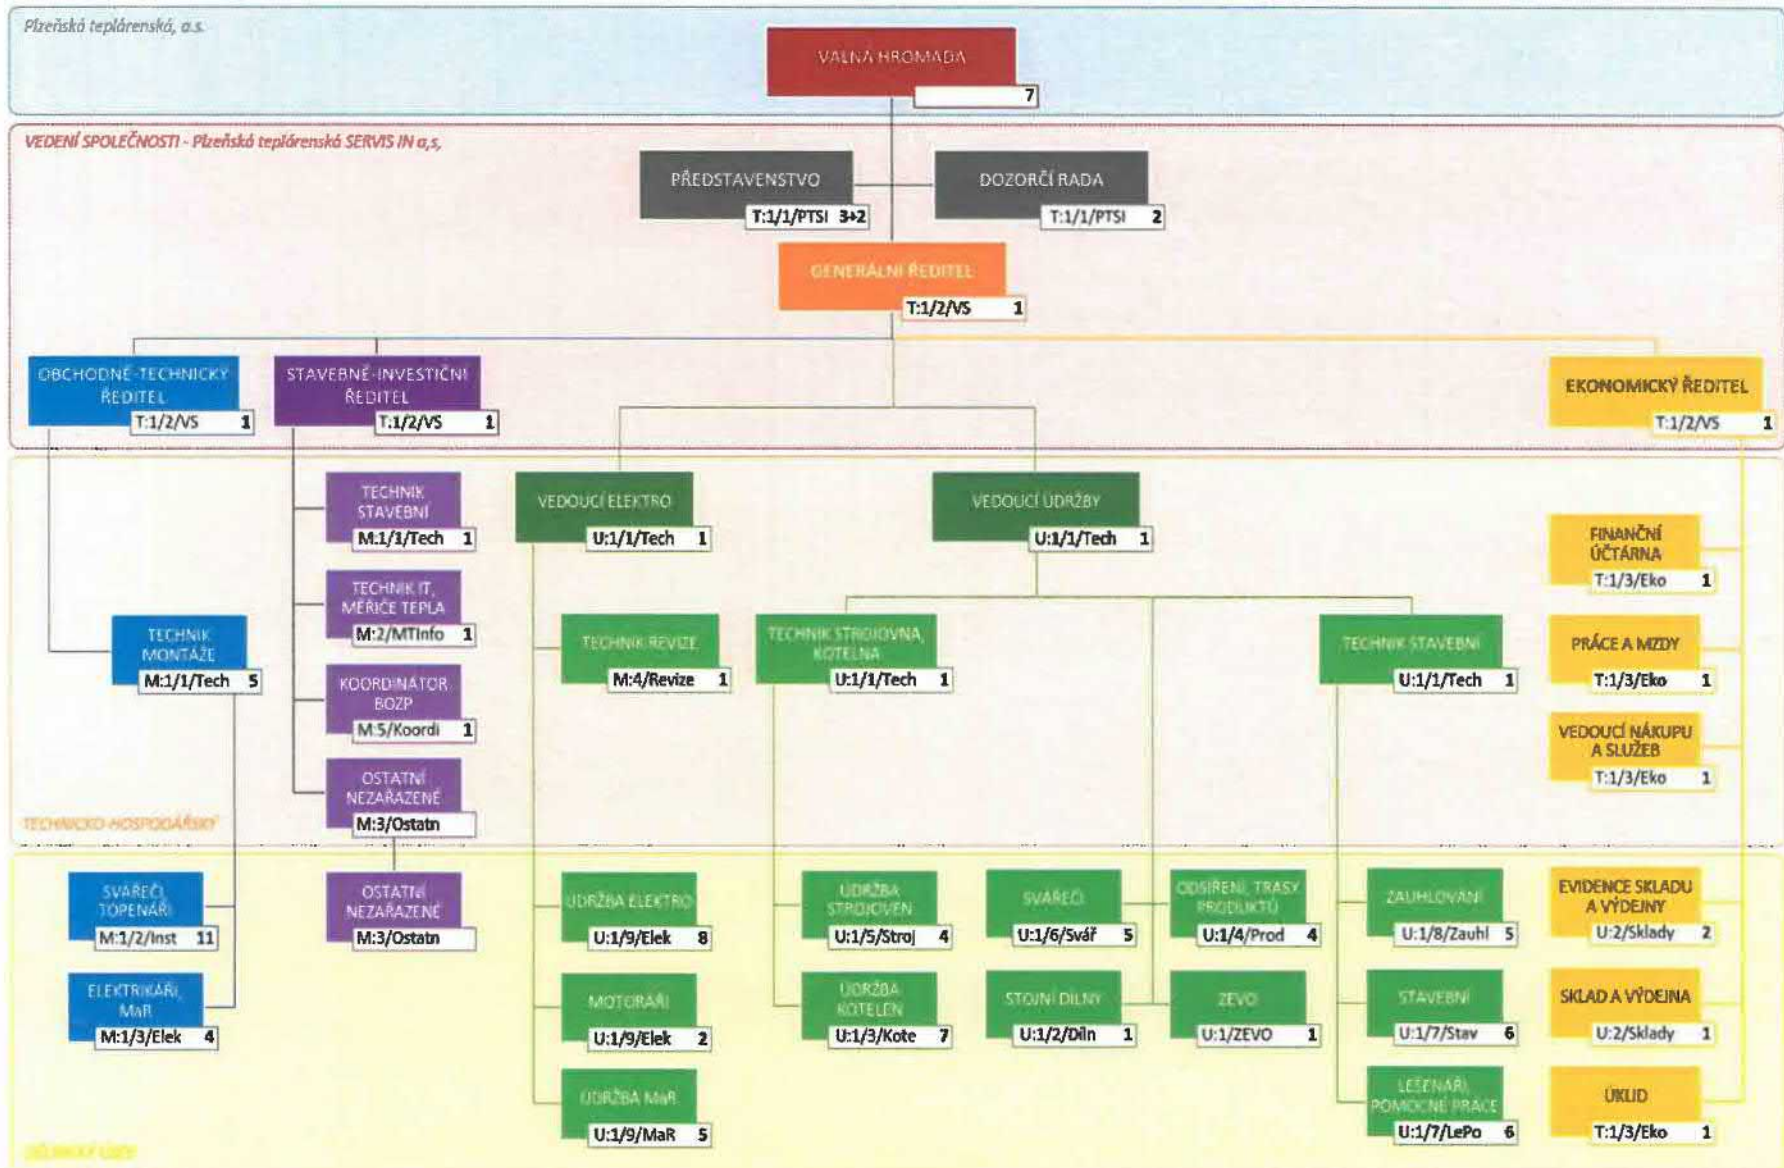 Plzeňská teplárenská, a.s.
VALNÁ HROMADA
7
VEDENÍ SPOLEČNOSTI - Plzeňská teplárenská SERVIS IN a,s,
PŘEDSTAVENSTVO
T:1/1/PTSI 3+2
DOZORČÍ RADA
T:1/1/PTSI 2
GENERÁLNÍ ŘEDITEL
T:1/2/VS 1
OBCHODNĚ-TECHNICKÝ
ŘEDITEL
T:1/2/VS 1
STAVEBNĚ-INVESTIČNÍ
ŘEDITEL
T:1/2/VS 1
EKONOMICKÝ ŘEDITEL
T:1/2/VS 1
TECHNIK
STAVEBNÍ
M:1/1/Tech 1
VEDOUCÍ ELEKTRO
U:1/1/Tech 1
VEDOUCÍ ÚDRŽBY
U:1/1/Tech 1
FINANČNÍ
ÚČTÁRNA
T:1/3/Eko 1
TECHNIK IT,
MĚŘIČE TEPLA
M:2/MTInfo 1
TECHNIK
MONTÁŽE
M:1/1/Tech 5
TECHNIK REVIZE
M:4/Revize 1
TECHNIK STROJOVNA,
KOTELNA
U:1/1/Tech 1
TECHNIK STAVEBNÍ
U:1/1/Tech 1
PRÁCE A MZDY
T:1/3/Eko 1
KOORDINÁTOR
BOZP
M:5/Koordi 1
VEDOUCÍ NÁKUPU
A SLUŽEB
T:1/3/Eko 1
OSTATNÍ
NEZAŘAZENÉ
M:3/Ostatn
TECHNICKO-HOSPODÁŘSKÝ
SVÁŘEČI,
TOPENÁŘI
M:1/2/Inst 11
OSTATNÍ
NEZAŘAZENÉ
M:3/Ostatn
ÚDRŽBA ELEKTRO
U:1/9/Elek 8
ÚDRŽBA
STROJOVEN
U:1/5/Stroj 4
SVÁŘEČI
U:1/6/Svář 5
ODSÍŘENÍ, TRASY
PRODUKTŮ
U:1/4/Prod 4
ZAUHLOVÁNÍ
U:1/8/Zauhl 5
EVIDENCE SKLADU
A VÝDEJNY
U:2/Sklady 2
ELEKTRIKÁŘI,
MaR
M:1/3/Elek 4
MOTORÁŘI
U:1/9/Elek 2
ÚDRŽBA
KOTELEN
U:1/3/Kote 7
STOJNÍ DÍLNY
U:1/2/Díln 1
ZEVO
U:1/ZEVO 1
STAVEBNÍ
U:1/7/Stav 6
SKLAD A VÝDEJNA
U:2/Sklady 1
ÚDRŽBA MaR
U:1/9/MaR 5
LEŠENÁŘI,
POMOCNÉ PRÁCE
U:1/7/LePo 6
ÚKLID
T:1/3/Eko 1